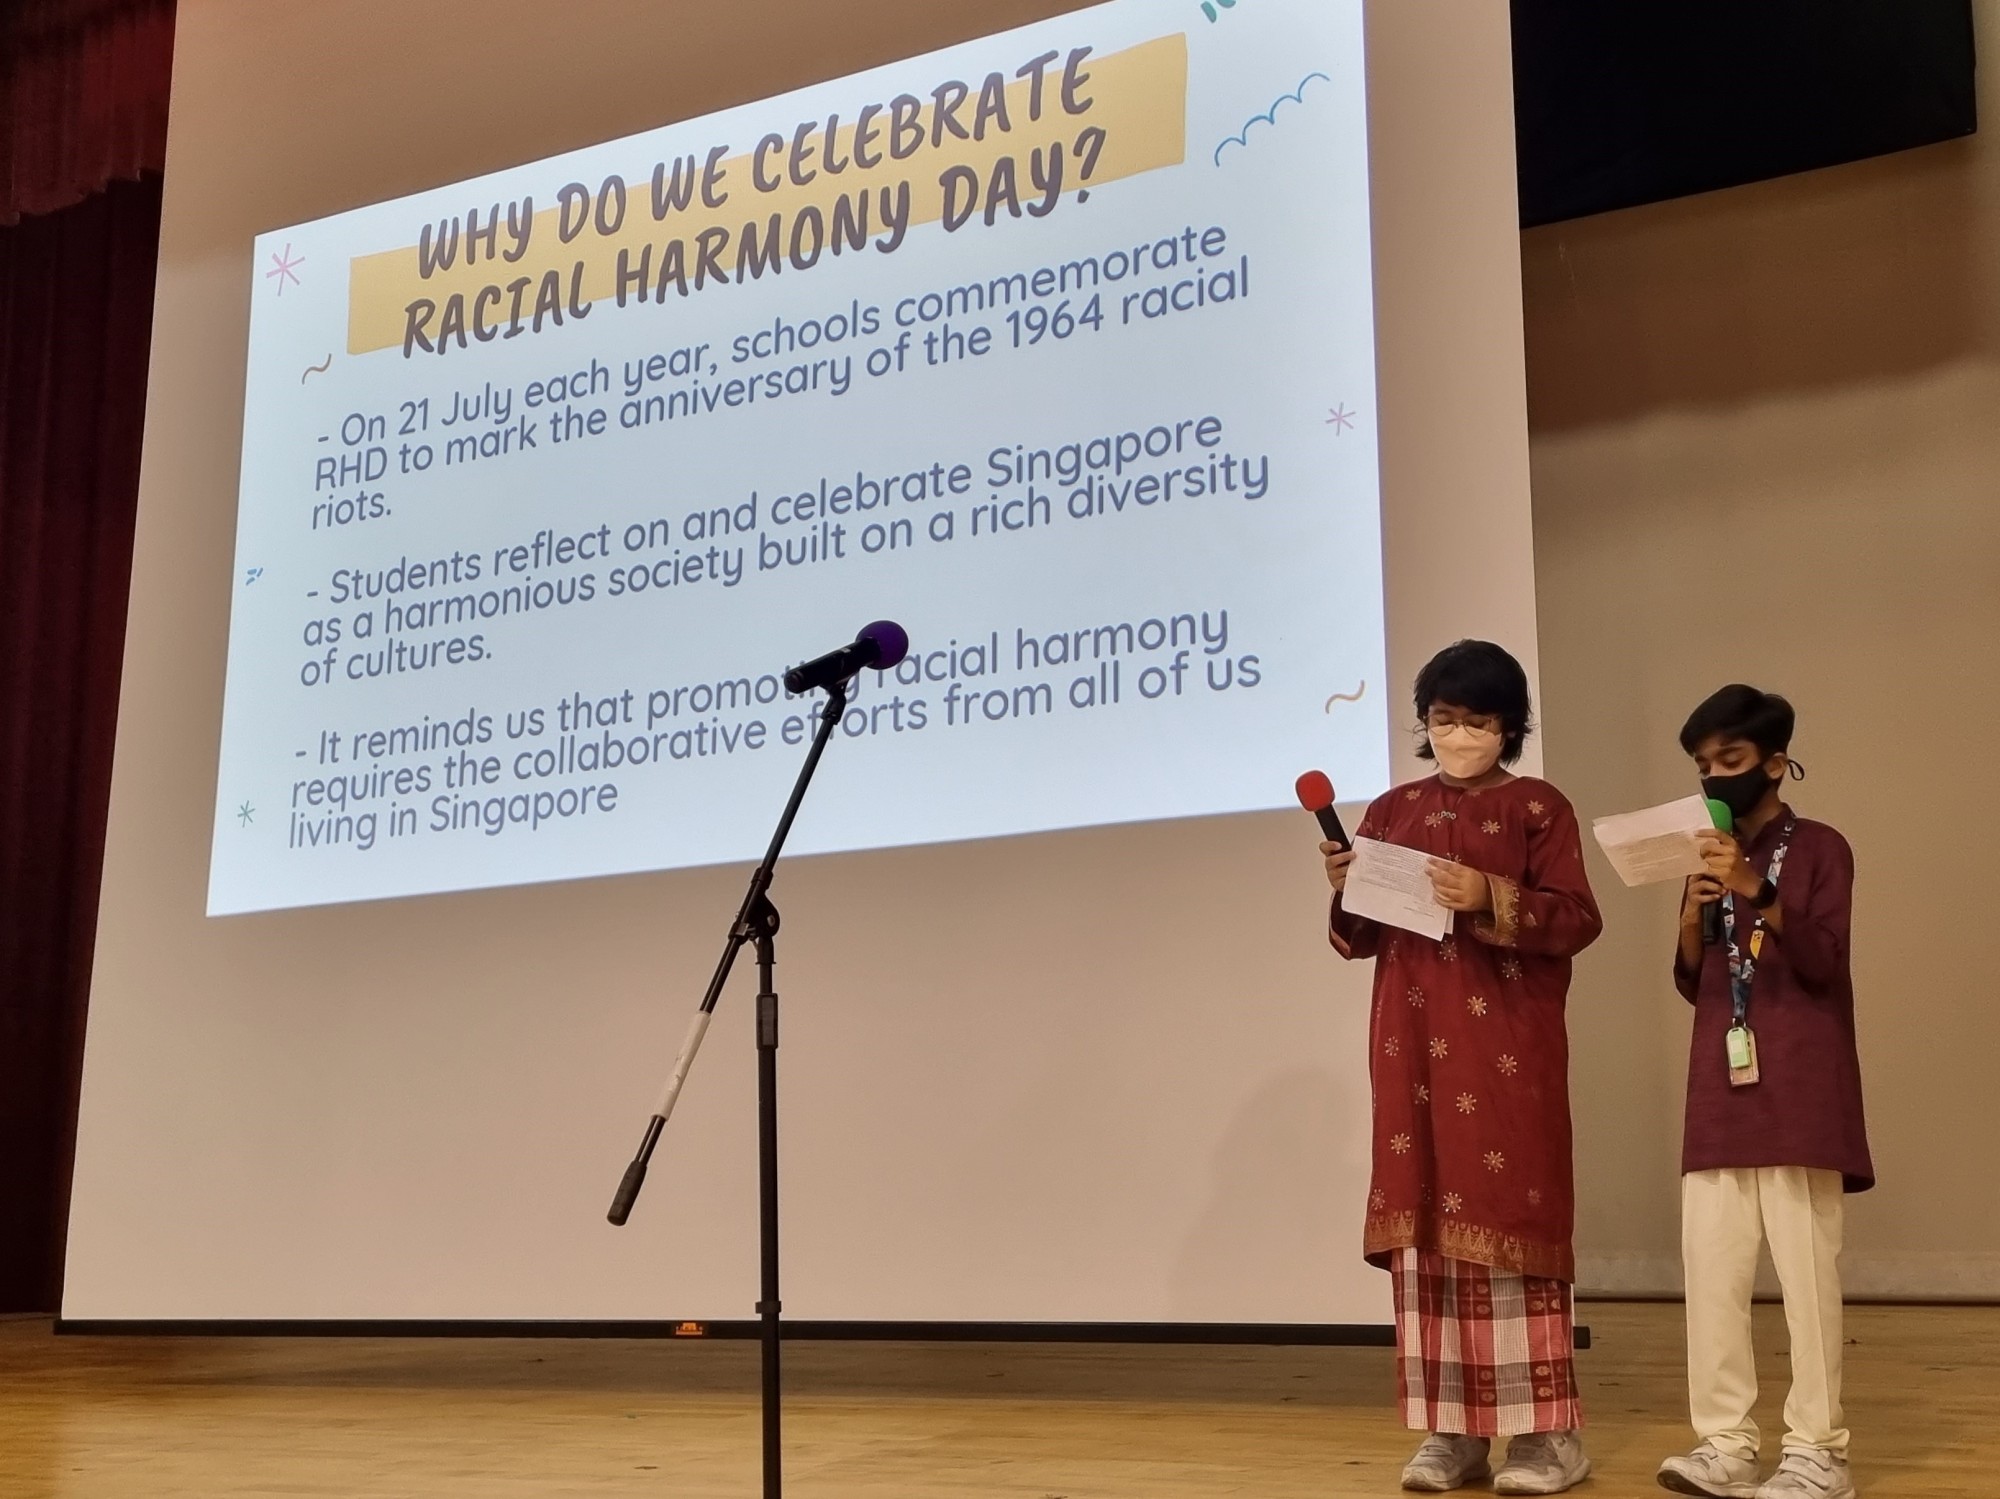 WHY DO WE CELEBRATE
RACIAL HARMONY DAY?
- On 21 July each year, schools commemorate
RHD to mark the anniversary of the 1964 racial
riots.
- Students reflect on and celebrate Singapore
as a harmonious society built on a rich diversity
of cultures.
- It reminds us that promoting racial harmony
requires the collaborative efforts from all of us
living in Singapore